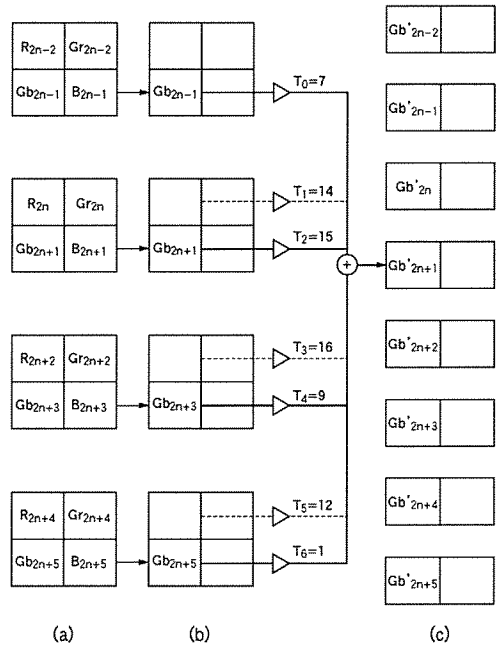 R2n-2 Gr2n-2
Gb2n-1 B2n-1
Gb2n-1
T0=7
R2n Gr2n
Gb2n+1 B2n+1
Gb2n+1
T1=14
T2=15
+
R2n+2 Gr2n+2
Gb2n+3 B2n+3
Gb2n+3
T3=16
T4=9
R2n+4 Gr2n+4
Gb2n+5 B2n+5
Gb2n+5
T5=12
T6=1
Gb'2n-2
Gb'2n-1
Gb'2n
Gb'2n+1
Gb'2n+2
Gb'2n+3
Gb'2n+4
Gb'2n+5
(a) (b) (c)